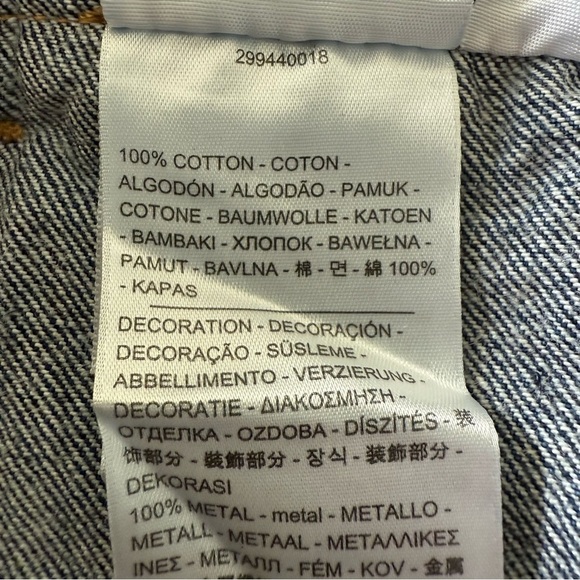 299440018
100% COTTON - COTON -
ALGODÓN - ALGODÃO - PAMUK -
COTONE - BAUMWOLLE - KATOEN
- BAMBAKI - ХЛОПОК - BAWEŁNA -
PAMUT - BAVLNA - 棉 - 면 - 綿 100%
- KAPAS
DECORATION - DECORACIÓN -
DECORAÇÃO - SÜSLEME -
ABBELLIMENTO - VERZIERUNG -
DECORATIE - ΔΙΑΚΟΣΜΗΣΗ -
ОТДЕЛКА - OZDOBA - DÍSZÍTÉS - 装
饰部分 - 裝飾部分 - 장식 - 装飾部分 -
DEKORASI
100% METAL - metal - METALLO -
METALL - METAAL - ΜΕΤΑΛΛΙΚΕΣ
ΙΝΕΣ - МЕТАЛЛ - FÉM - KOV - 金属